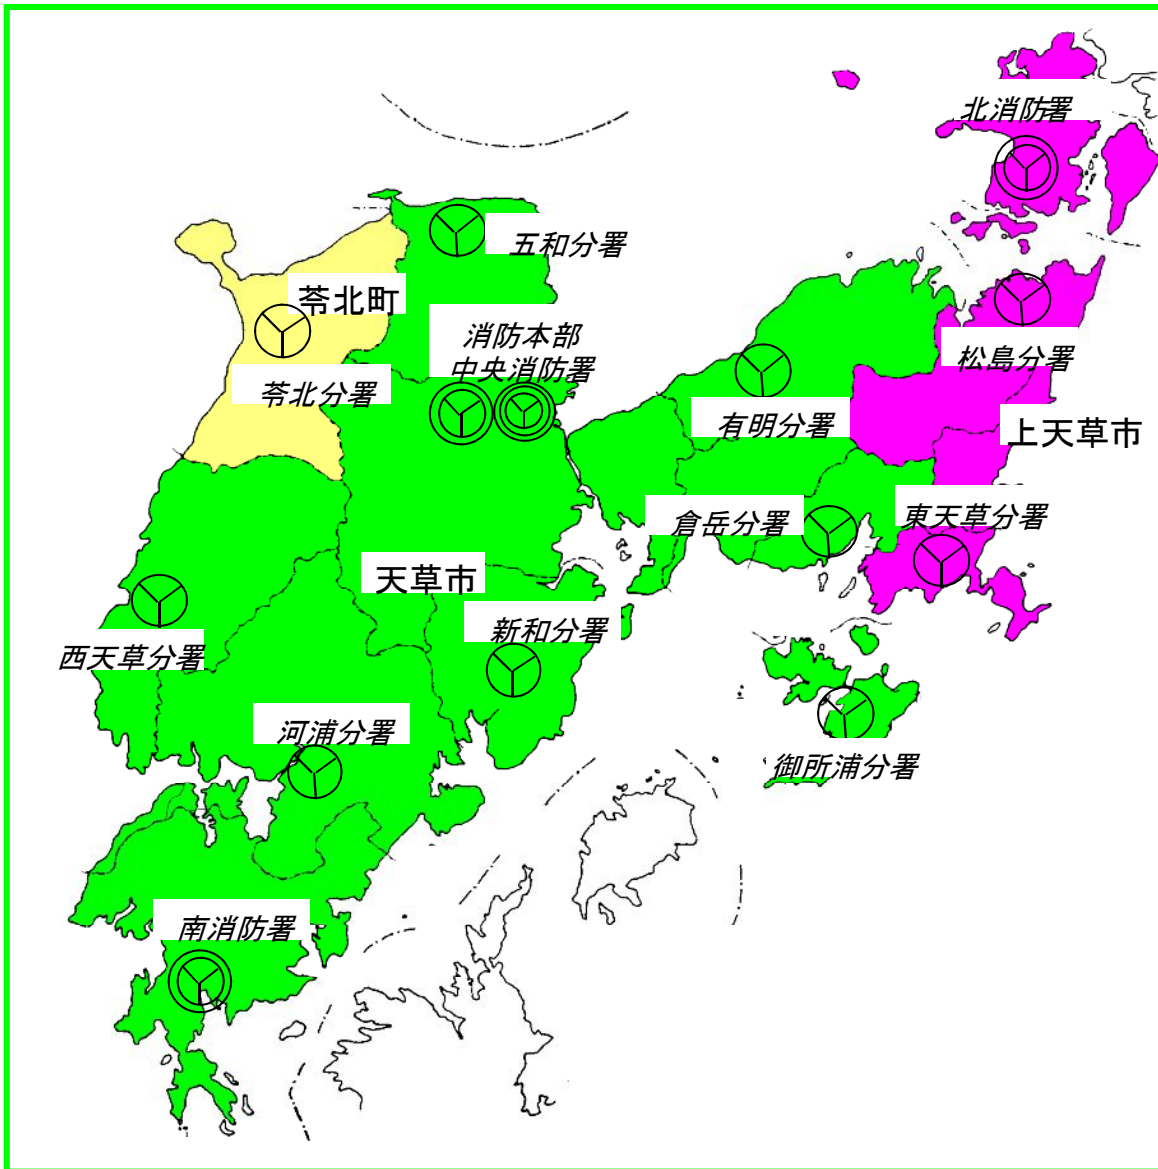 北消防署
五和分署
苓北町
消防本部
中央消防署
松島分署
苓北分署
有明分署
上天草市
倉岳分署
東天草分署
天草市
新和分署
西天草分署
河浦分署
御所浦分署
南消防署